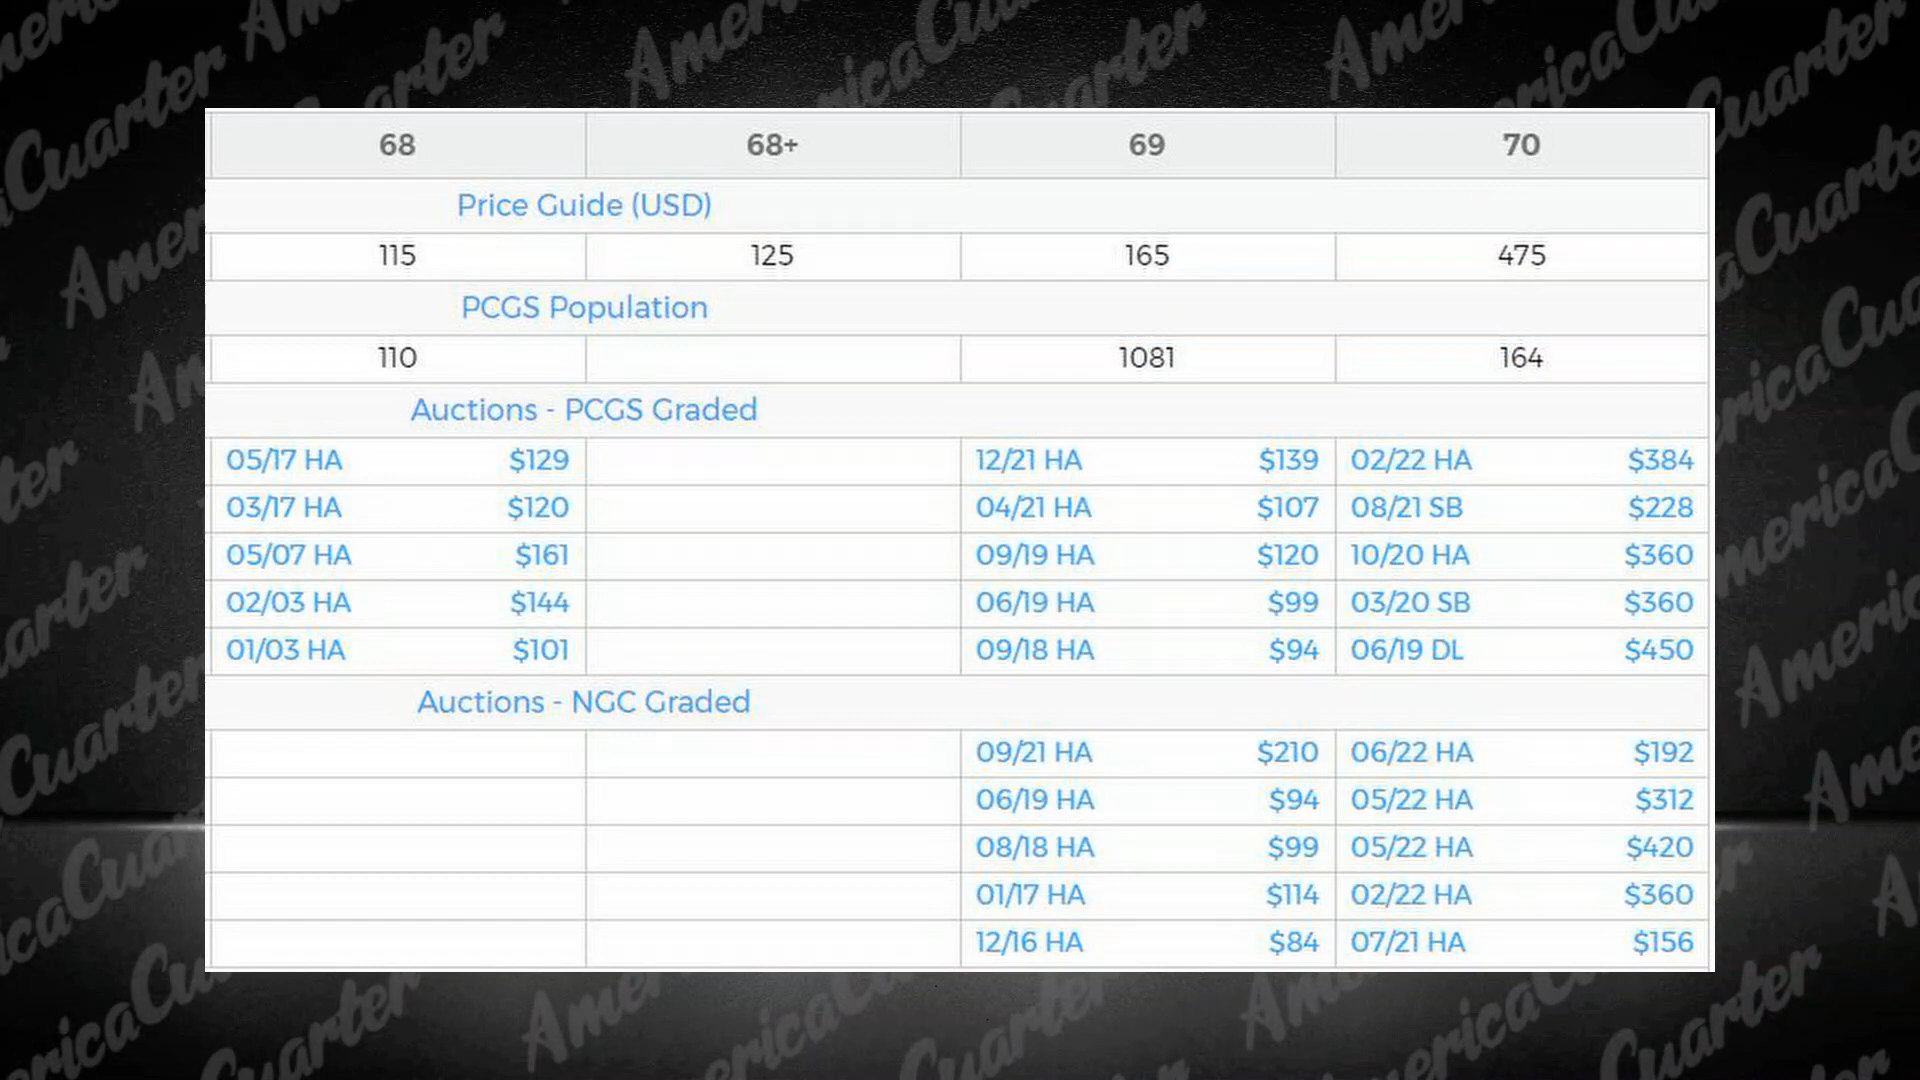 68 68+ 69 70
Price Guide (USD)
115 125 165 475
PCGS Population
110 1081 164
Auctions - PCGS Graded
05/17 HA $129 12/21 HA $139 02/22 HA $384
03/17 HA $120 04/21 HA $107 08/21 SB $228
05/07 HA $161 09/19 HA $120 10/20 HA $360
02/03 HA $144 06/19 HA $99 03/20 SB $360
01/03 HA $101 09/18 HA $94 06/19 DL $450
Auctions - NGC Graded
09/21 HA $210 06/22 HA $192
06/19 HA $94 05/22 HA $312
08/18 HA $99 05/22 HA $420
01/17 HA $114 02/22 HA $360
12/16 HA $84 07/21 HA $156